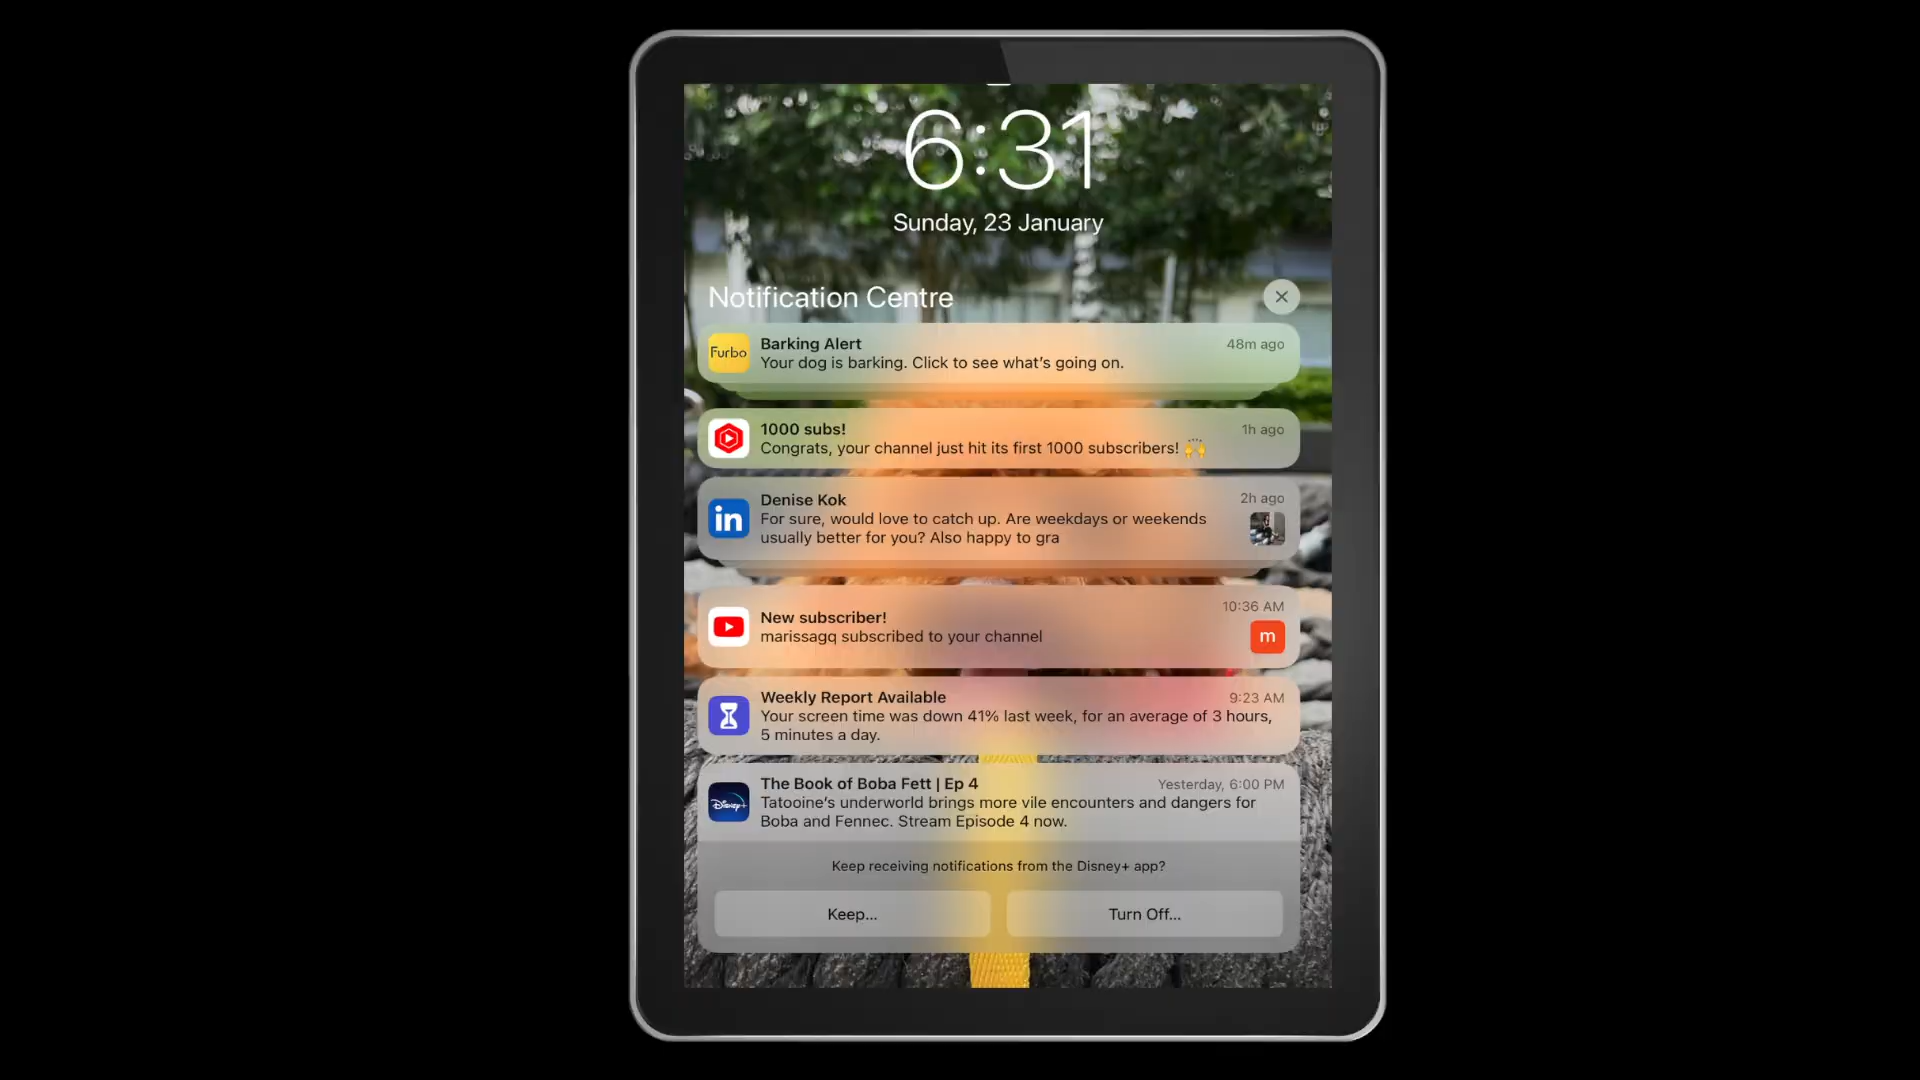 6:31
Sunday, 23 January
Notification Centre
Furbo
Barking Alert
48m ago
Your dog is barking. Click to see what's going on.
1000 subs!
1h ago
Congrats, your channel just hit its first 1000 subscribers! 🙌
in
Denise Kok
2h ago
For sure, would love to catch up. Are weekdays or weekends
usually better for you? Also happy to gra
10:36 AM
New subscriber!
marissagq subscribed to your channel
m
Weekly Report Available
9:23 AM
Your screen time was down 41% last week, for an average of 3 hours,
5 minutes a day.
Disney+
The Book of Boba Fett | Ep 4
Yesterday, 6:00 PM
Tatooine's underworld brings more vile encounters and dangers for
Boba and Fennec. Stream Episode 4 now.
Keep receiving notifications from the Disney+ app?
Keep...
Turn Off...